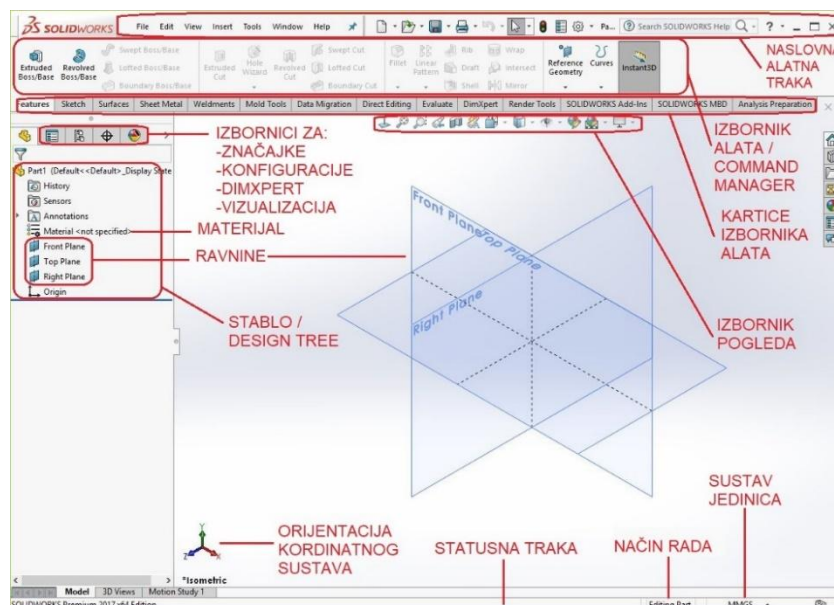 SOLIDWORKS File Edit View Insert Tools Window Help Pa... Search SOLIDWORKS Help
NASLOVNA
ALATNA
TRAKA
Extruded Boss/Base
Revolved Boss/Base
Swept Boss/Base
Lofted Boss/Base
Boundary Boss/Base
Extruded Cut
Hole Wizard
Revolved Cut
Swept Cut
Lofted Cut
Boundary Cut
Fillet
Linear Pattern
Rib
Draft
Shell
Wrap
Intersect
Mirror
Reference Geometry
Curves
Instant3D
eatures Sketch Surfaces Sheet Metal Weldments Mold Tools Data Migration Direct Editing Evaluate DimXpert Render Tools SOLIDWORKS Add-Ins SOLIDWORKS MBD Analysis Preparation
IZBORNICI ZA:
-ZNAČAJKE
-KONFIGURACIJE
-DIMXPERT
-VIZUALIZACIJA
IZBORNIK
ALATA /
COMMAND
MANAGER
Part1 (Default<<Default>_Display State
History
Sensors
Annotations
Material <not specified>
Front Plane
Top Plane
Right Plane
Origin
MATERIJAL
RAVNINE
STABLO /
DESIGN TREE
KARTICE
IZBORNIKA
ALATA
Front Plane
Top Plane
Right Plane
IZBORNIK
POGLEDA
SUSTAV
JEDINICA
ORIJENTACIJA
KORDINATNOG
SUSTAVA
STATUSNA TRAKA
NAČIN RADA
Y
Z
X
*Isometric
Model 3D Views Motion Study 1
SOLIDWORKS Premium 2017 x64 Edition Editing Part MMGS